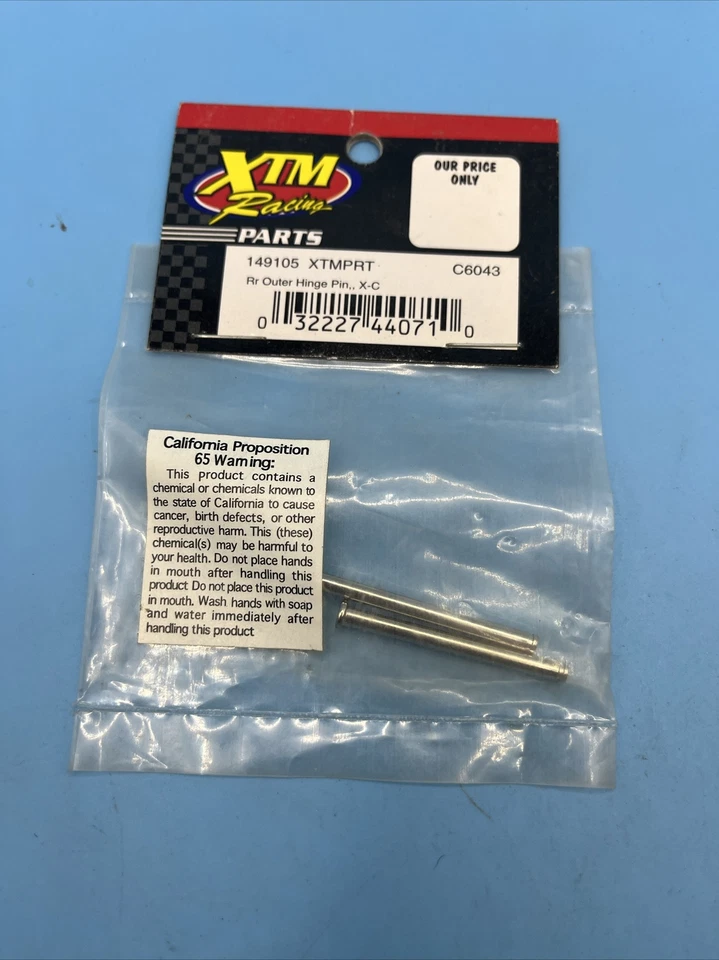 XTM
Racing
PARTS
OUR PRICE
ONLY
149105 XTMPRT C6043
Rr Outer Hinge Pin,, X-C
0 32227 44071 0
California Proposition
65 Warning:
This product contains a
chemical or chemicals known to
the state of California to cause
cancer, birth defects, or other
reproductive harm. This (these)
chemical(s) may be harmful to
your health. Do not place hands
in mouth after handling this
product Do not place this product
in mouth. Wash hands with soap
and water immediately after
handling this product